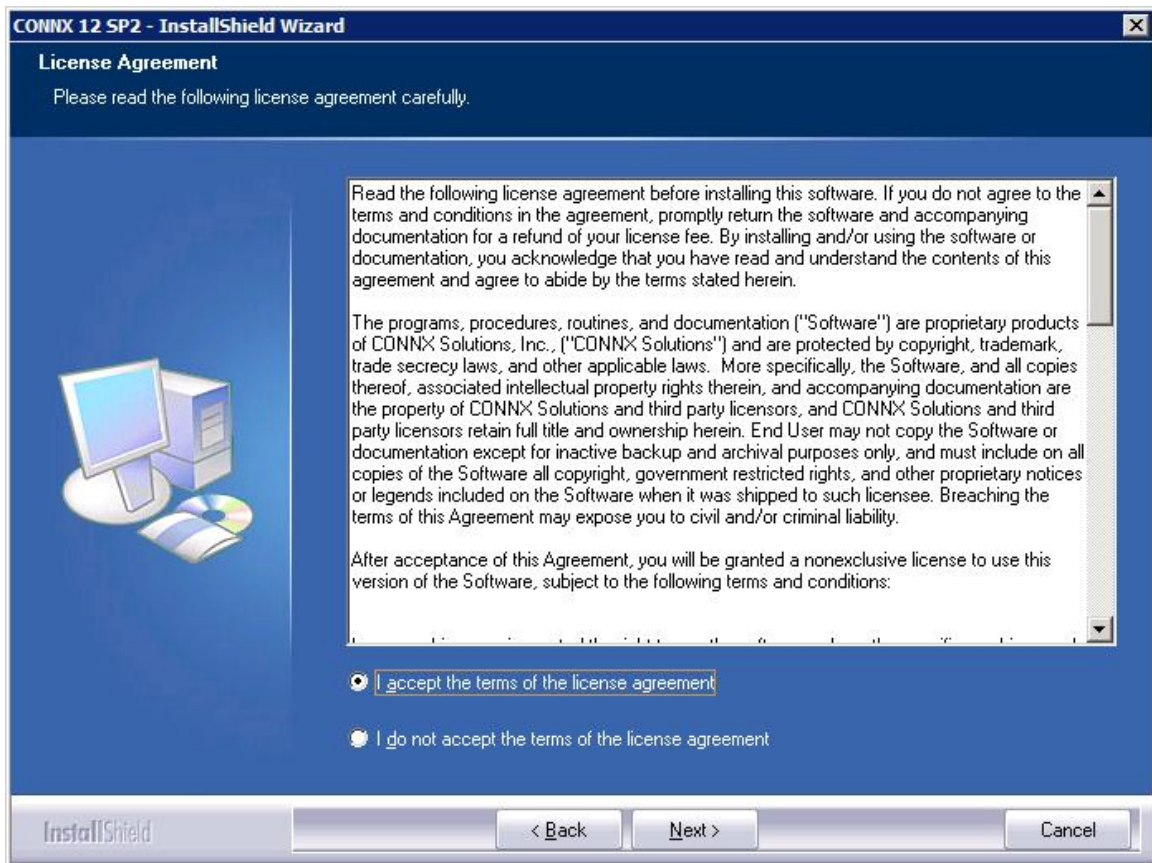 CONNX 12 SP2 - InstallShield Wizard
License Agreement
Please read the following license agreement carefully.
Read the following license agreement before installing this software. If you do not agree to the
terms and conditions in the agreement, promptly return the software and accompanying
documentation for a refund of your license fee. By installing and/or using the software or
documentation, you acknowledge that you have read and understand the contents of this
agreement and agree to abide by the terms stated herein.
The programs, procedures, routines, and documentation ("Software") are proprietary products
of CONNX Solutions, Inc., ("CONNX Solutions") and are protected by copyright, trademark,
trade secrecy laws, and other applicable laws.  More specifically, the Software, and all copies
thereof, associated intellectual property rights therein, and accompanying documentation are
the property of CONNX Solutions and third party licensors, and CONNX Solutions and third
party licensors retain full title and ownership herein. End User may not copy the Software or
documentation except for inactive backup and archival purposes only, and must include on all
copies of the Software all copyright, government restricted rights, and other proprietary notices
or legends included on the Software when it was shipped to such licensee. Breaching the
terms of this Agreement may expose you to civil and/or criminal liability.
After acceptance of this Agreement, you will be granted a nonexclusive license to use this
version of the Software, subject to the following terms and conditions:
I accept the terms of the license agreement
I do not accept the terms of the license agreement
InstallShield
< Back
Next >
Cancel